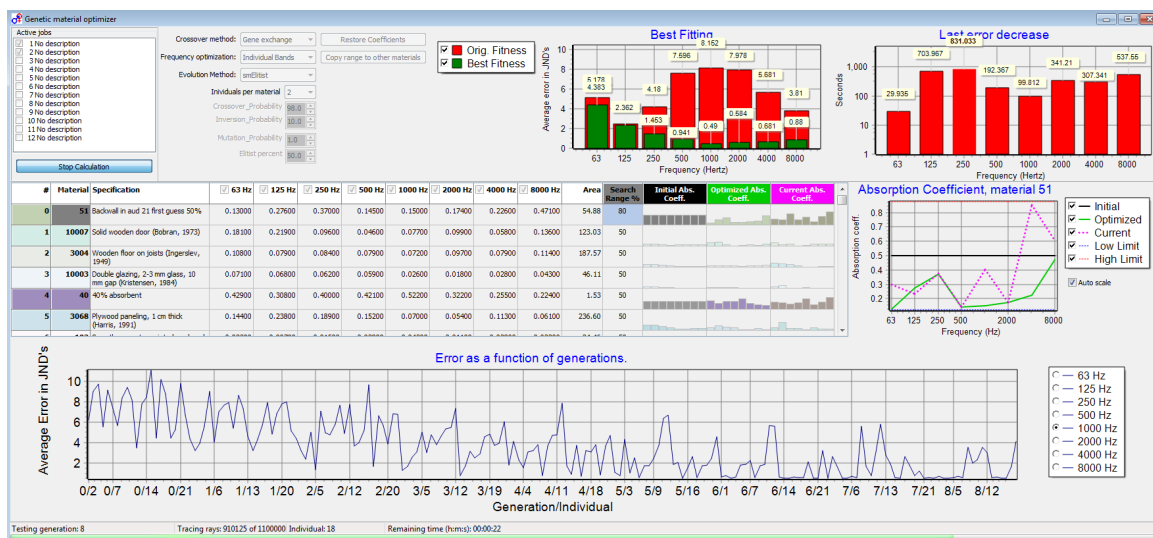 Genetic material optimizer
Active jobs
1 No description
2 No description
3 No description
4 No description
5 No description
6 No description
7 No description
8 No description
9 No description
10 No description
11 No description
12 No description
Stop Calculation
Crossover method: Gene exchange
Restore Coefficients
Frequency optimization: Individual Bands
Copy range to other materials
Evolution Method: smElitist
Inividuals per material 2
Crossover_Probability 98.0
Inversion_Probability 10.0
Mutation_Probability 1.0
Elitist percent 50.0
Orig. Fitness
Best Fitness
Best Fitting
Average error in JND's
10
8
6
4
2
0
5.178
4.383
2.362
4.18
1.453
7.596
0.941
8.162
0.49
7.978
0.684
5.681
0.681
3.81
0.88
63 125 250 500 1000 2000 4000 8000
Frequency (Hertz)
Last error decrease
Seconds
1,000
100
10
1
29.936
703.967
831.033
192.367
99.812
341.21
307.341
537.55
63 125 250 500 1000 2000 4000 8000
Frequency (Hertz)
# Material Specification 63 Hz 125 Hz 250 Hz 500 Hz 1000 Hz 2000 Hz 4000 Hz 8000 Hz Area Search Range % Initial Abs. Coeff. Optimized Abs. Coeff. Current Abs. Coeff.
0 51 Backwall in aud 21 first guess 50% 0.13000 0.27600 0.37000 0.14500 0.15000 0.17400 0.22600 0.47100 54.88 80
1 10007 Solid wooden door (Bobran, 1973) 0.18100 0.21900 0.09600 0.04600 0.07700 0.09900 0.05800 0.13600 123.03 50
2 3004 Wooden floor on joists (Ingerslev, 1949) 0.10800 0.07900 0.08400 0.07900 0.07200 0.09700 0.07900 0.11400 187.57 50
3 10003 Double glazing, 2-3 mm glass, 10 mm gap (Kristensen, 1984) 0.07100 0.06800 0.06200 0.05900 0.02600 0.01800 0.02800 0.04300 46.11 50
4 40 40% absorbent 0.42900 0.30800 0.40000 0.42100 0.52200 0.32200 0.25500 0.22400 1.53 50
5 3068 Plywood paneling, 1 cm thick (Harris, 1991) 0.14400 0.23800 0.18900 0.15200 0.07000 0.05400 0.11300 0.06100 236.60 50
Absorption Coefficient, material 51
Absorption coeff.
0.8
0.7
0.6
0.5
0.4
0.3
0.2
63 125 250 500 2000 8000
Frequency (Hz)
Initial
Optimized
Current
Low Limit
High Limit
Auto scale
Error as a function of generations.
Average Error in JND's
10
8
6
4
2
0/2 0/7 0/14 0/21 1/6 1/13 1/20 2/5 2/12 2/20 3/5 3/12 3/19 4/4 4/11 4/18 5/3 5/9 5/16 6/1 6/7 6/14 6/21 7/6 7/13 7/21 8/5 8/12
Generation/Individual
63 Hz
125 Hz
250 Hz
500 Hz
1000 Hz
2000 Hz
4000 Hz
8000 Hz
Testing generation: 8 Tracing rays: 910125 of 1100000 Individual: 18 Remaining time (h:m:s): 00:00:22